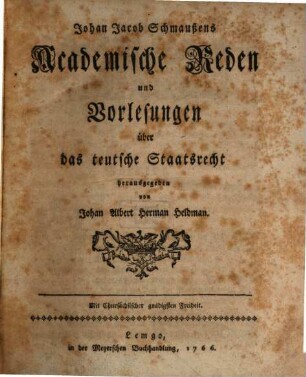 Johan Jacob Schmaußens
Academische Reden
und
Vorlesungen
über
das teutsche Staatsrecht
herausgegeben
von
Johan Albert Herman Heldman.
Mit Chursächsischer gnädigsten Freiheit.
Lemgo,
in der Meyerschen Buchhandlung, 1766.